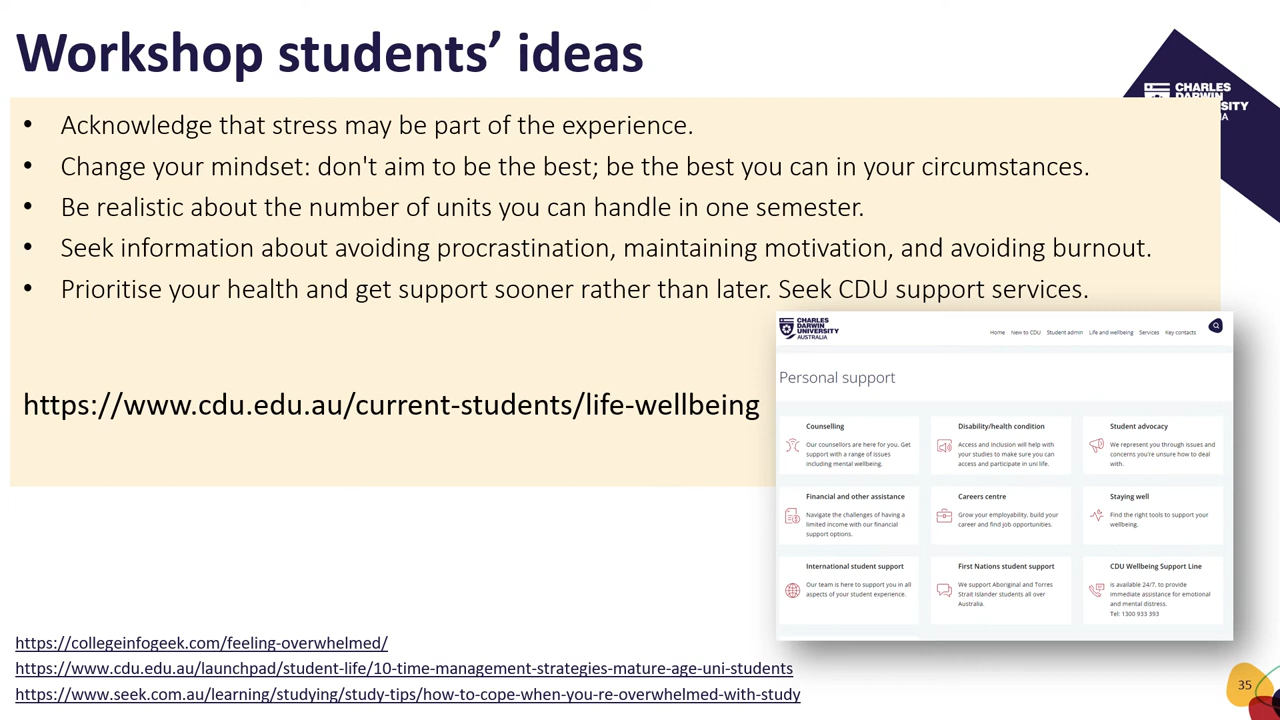 Workshop students’ ideas
CHARLES
DARWIN
• Acknowledge that stress may be part of the experience.
• Change your mindset: don't aim to be the best; be the best you can in your circumstances.
• Be realistic about the number of units you can handle in one semester.
• Seek information about avoiding procrastination, maintaining motivation, and avoiding burnout.
• Prioritise your health and get support sooner rather than later. Seek CDU support services.
https://www.cdu.edu.au/current-students/life-wellbeing
CHARLES
DARWIN
UNIVERSITY
AUSTRALIA
Home New to CDU Student admin Life and wellbeing Services Key contacts
Personal support
Counselling
Our counsellors are here for you. Get
support with a range of issues
including mental wellbeing.
Disability/health condition
Access and Inclusion will help with
your studies to make sure you can
access and participate in uni life.
Student advocacy
We represent you through issues and
concerns you're unsure how to deal
with.
Financial and other assistance
Navigate the challenges of having a
limited income with our financial
support options.
Careers centre
Grow your employability, build your
career and find job opportunities.
Staying well
Find the right tools to support your
wellbeing.
International student support
Our team is here to support you in all
aspects of your student experience.
First Nations student support
We support Aboriginal and Torres
Strait Islander students all over
Australia.
CDU Wellbeing Support Line
is available 24/7, to provide
immediate assistance for emotional
and mental distress.
Tel: 1300 933 393
https://collegeinfogeek.com/feeling-overwhelmed/
https://www.cdu.edu.au/launchpad/student-life/10-time-management-strategies-mature-age-uni-students
https://www.seek.com.au/learning/studying/study-tips/how-to-cope-when-you-re-overwhelmed-with-study
35